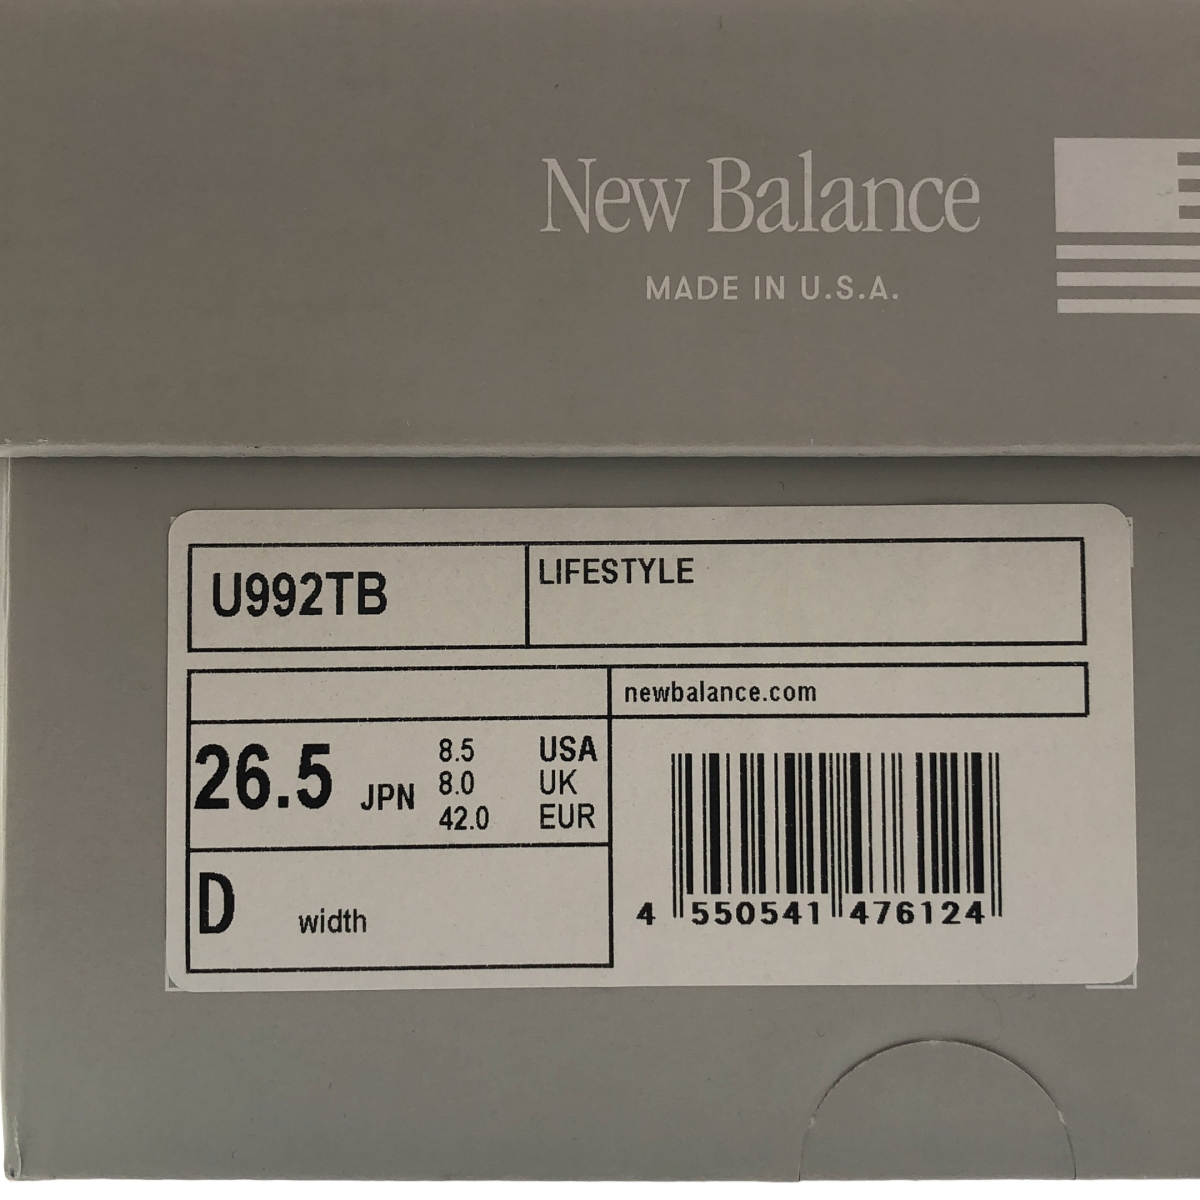 New Balance
MADE IN U.S.A.
U992TB
LIFESTYLE
newbalance.com
26.5 JPN
8.5 USA
8.0 UK
42.0 EUR
D width
4 550541 476124